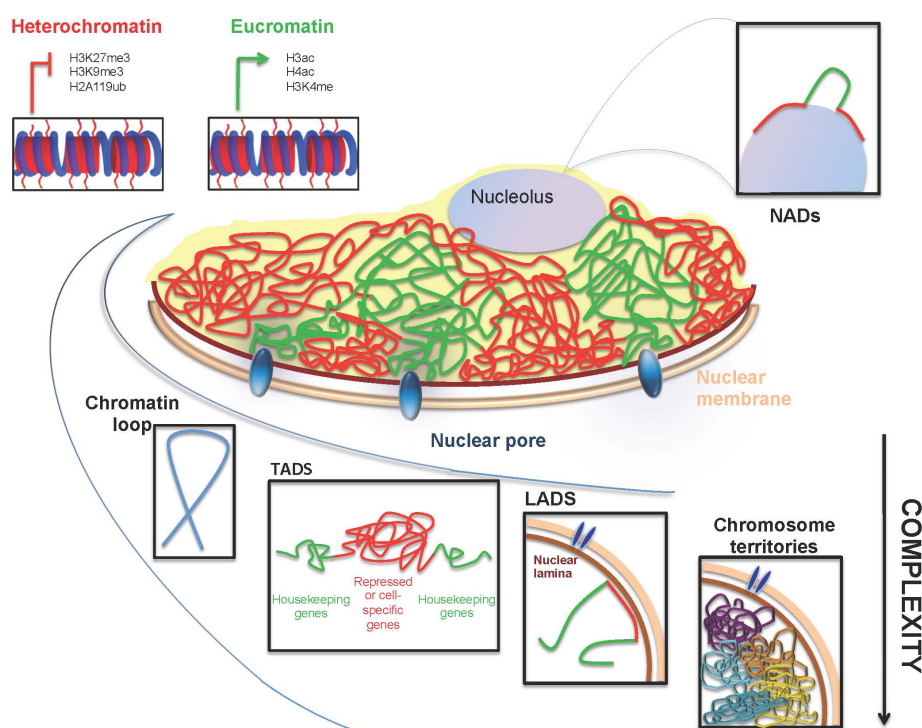 Heterochromatin
H3K27me3
H3K9me3
H2A119ub
Eucromatin
H3ac
H4ac
H3K4me
NADs
Nucleolus
Nuclear
membrane
Nuclear pore
Chromatin
loop
TADS
Housekeeping
genes
Repressed
or cell-
specific
genes
Housekeeping
genes
LADS
Nuclear
lamina
Chromosome
territories
COMPLEXITY